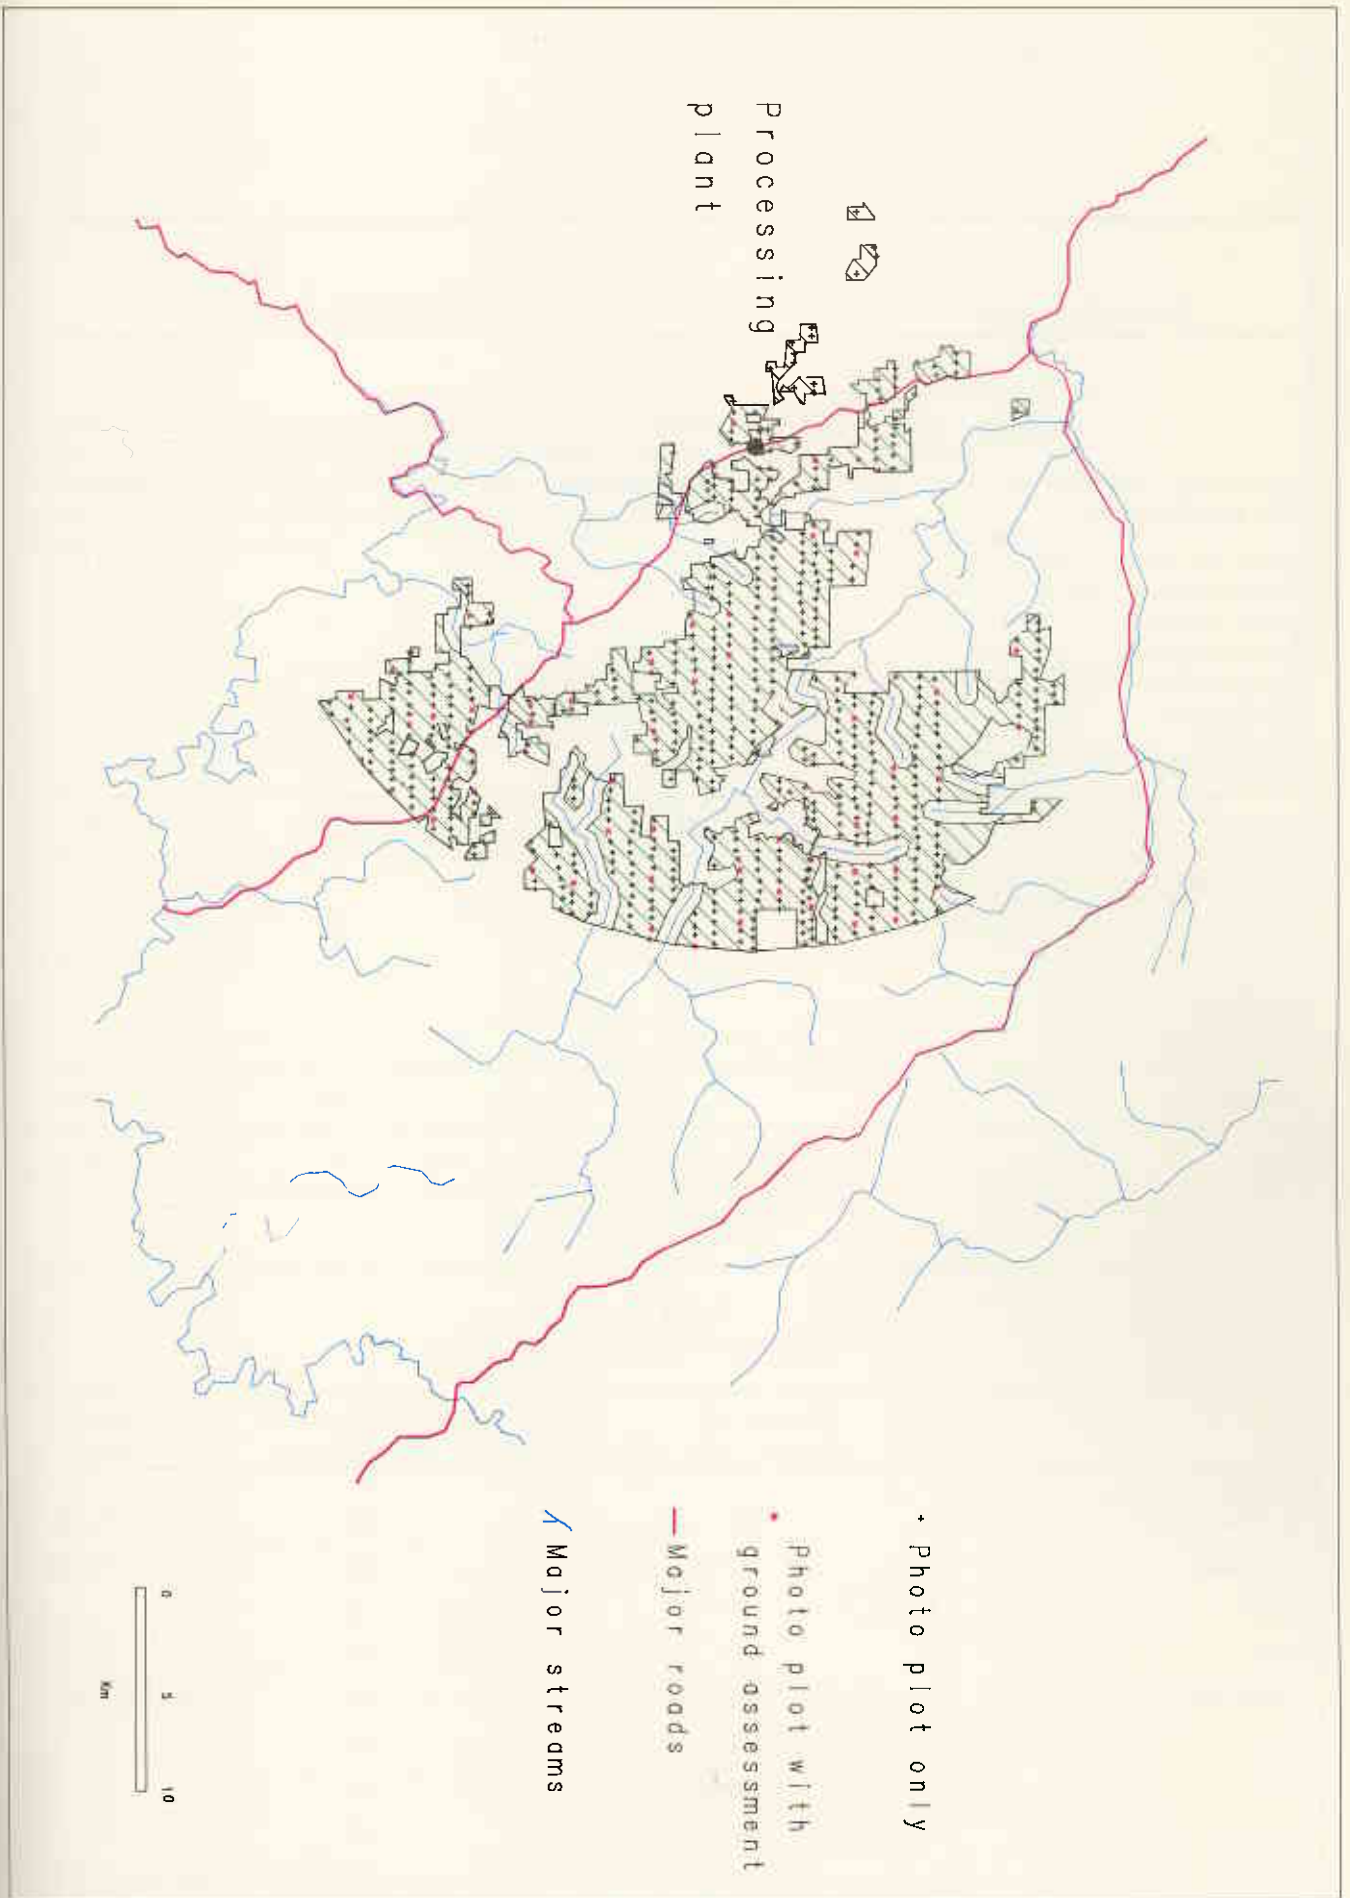 Processing
plant
Photo plot only
Photo plot with
ground assessment
Major roads
Major streams
0 5 10
Km